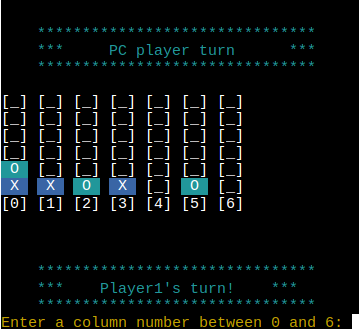 *******************************
*** PC player turn ***
*******************************
[_] [_] [_] [_] [_] [_] [_]
[_] [_] [_] [_] [_] [_] [_]
[_] [_] [_] [_] [_] [_] [_]
[_] [_] [_] [_] [_] [_] [_]
O [_] [_] [_] [_] [_] [_]
X X O X [_] O [_]
[0] [1] [2] [3] [4] [5] [6]
*******************************
*** Player1's turn! ***
*******************************
Enter a column number between 0 and 6: